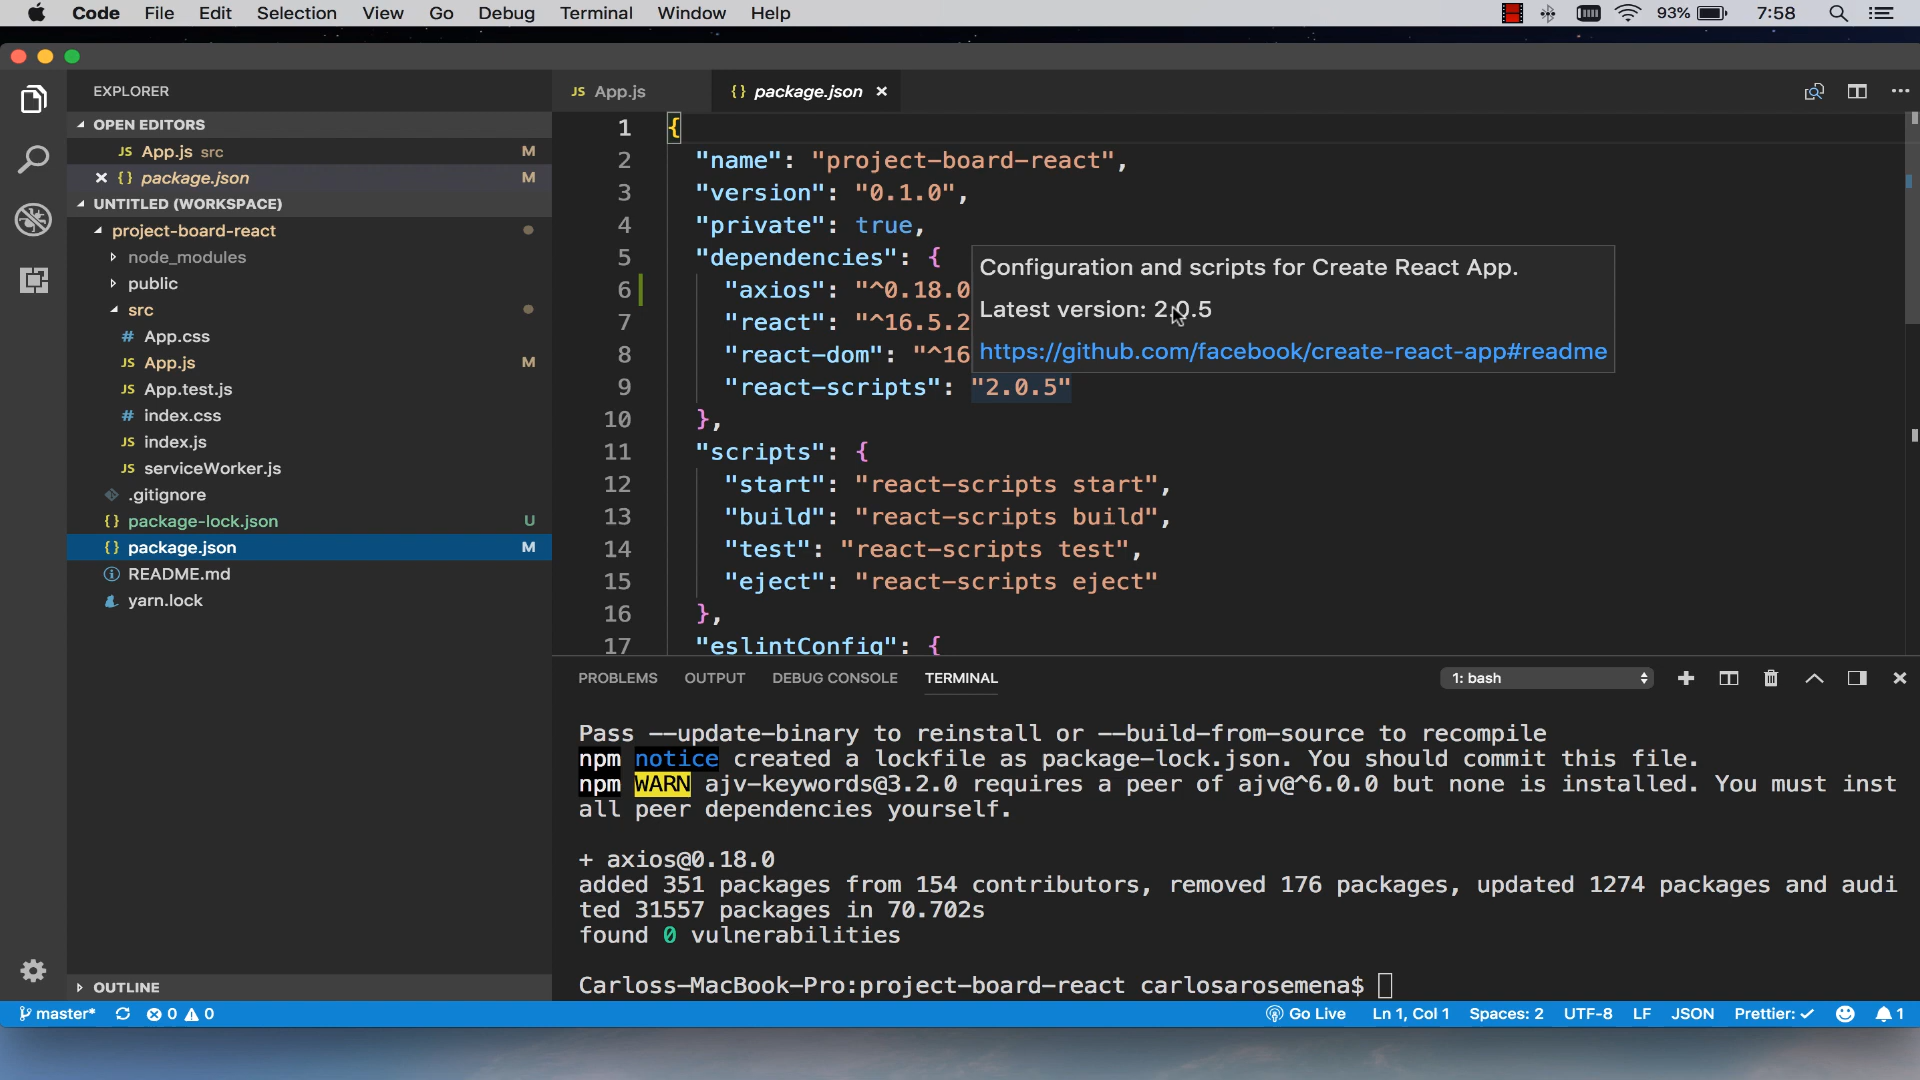 Code File Edit Selection View Go Debug Terminal Window Help 93% 7:58
EXPLORER
OPEN EDITORS
JS App.js src M
{} package.json M
UNTITLED (WORKSPACE)
project-board-react
node_modules
public
src
# App.css
JS App.js M
JS App.test.js
# index.css
JS index.js
JS serviceWorker.js
.gitignore
{} package-lock.json U
{} package.json M
README.md
yarn.lock
OUTLINE
JS App.js
{} package.json
1 {
2 "name": "project-board-react",
3 "version": "0.1.0",
4 "private": true,
5 "dependencies": {
6 "axios": "^0.18.0
7 "react": "^16.5.2
8 "react-dom": "^16
9 "react-scripts": "2.0.5"
10 },
11 "scripts": {
12 "start": "react-scripts start",
13 "build": "react-scripts build",
14 "test": "react-scripts test",
15 "eject": "react-scripts eject"
16 },
17 "eslintConfig": {
Configuration and scripts for Create React App.
Latest version: 2.0.5
https://github.com/facebook/create-react-app#readme
PROBLEMS OUTPUT DEBUG CONSOLE TERMINAL 1: bash
Pass --update-binary to reinstall or --build-from-source to recompile
npm notice created a lockfile as package-lock.json. You should commit this file.
npm WARN ajv-keywords@3.2.0 requires a peer of ajv@^6.0.0 but none is installed. You must inst
all peer dependencies yourself.
+ axios@0.18.0
added 351 packages from 154 contributors, removed 176 packages, updated 1274 packages and audi
ted 31557 packages in 70.702s
found 0 vulnerabilities
Carloss-MacBook-Pro:project-board-react carlosarosemena$
master* 0 0 Go Live Ln 1, Col 1 Spaces: 2 UTF-8 LF JSON Prettier: ✓ 1